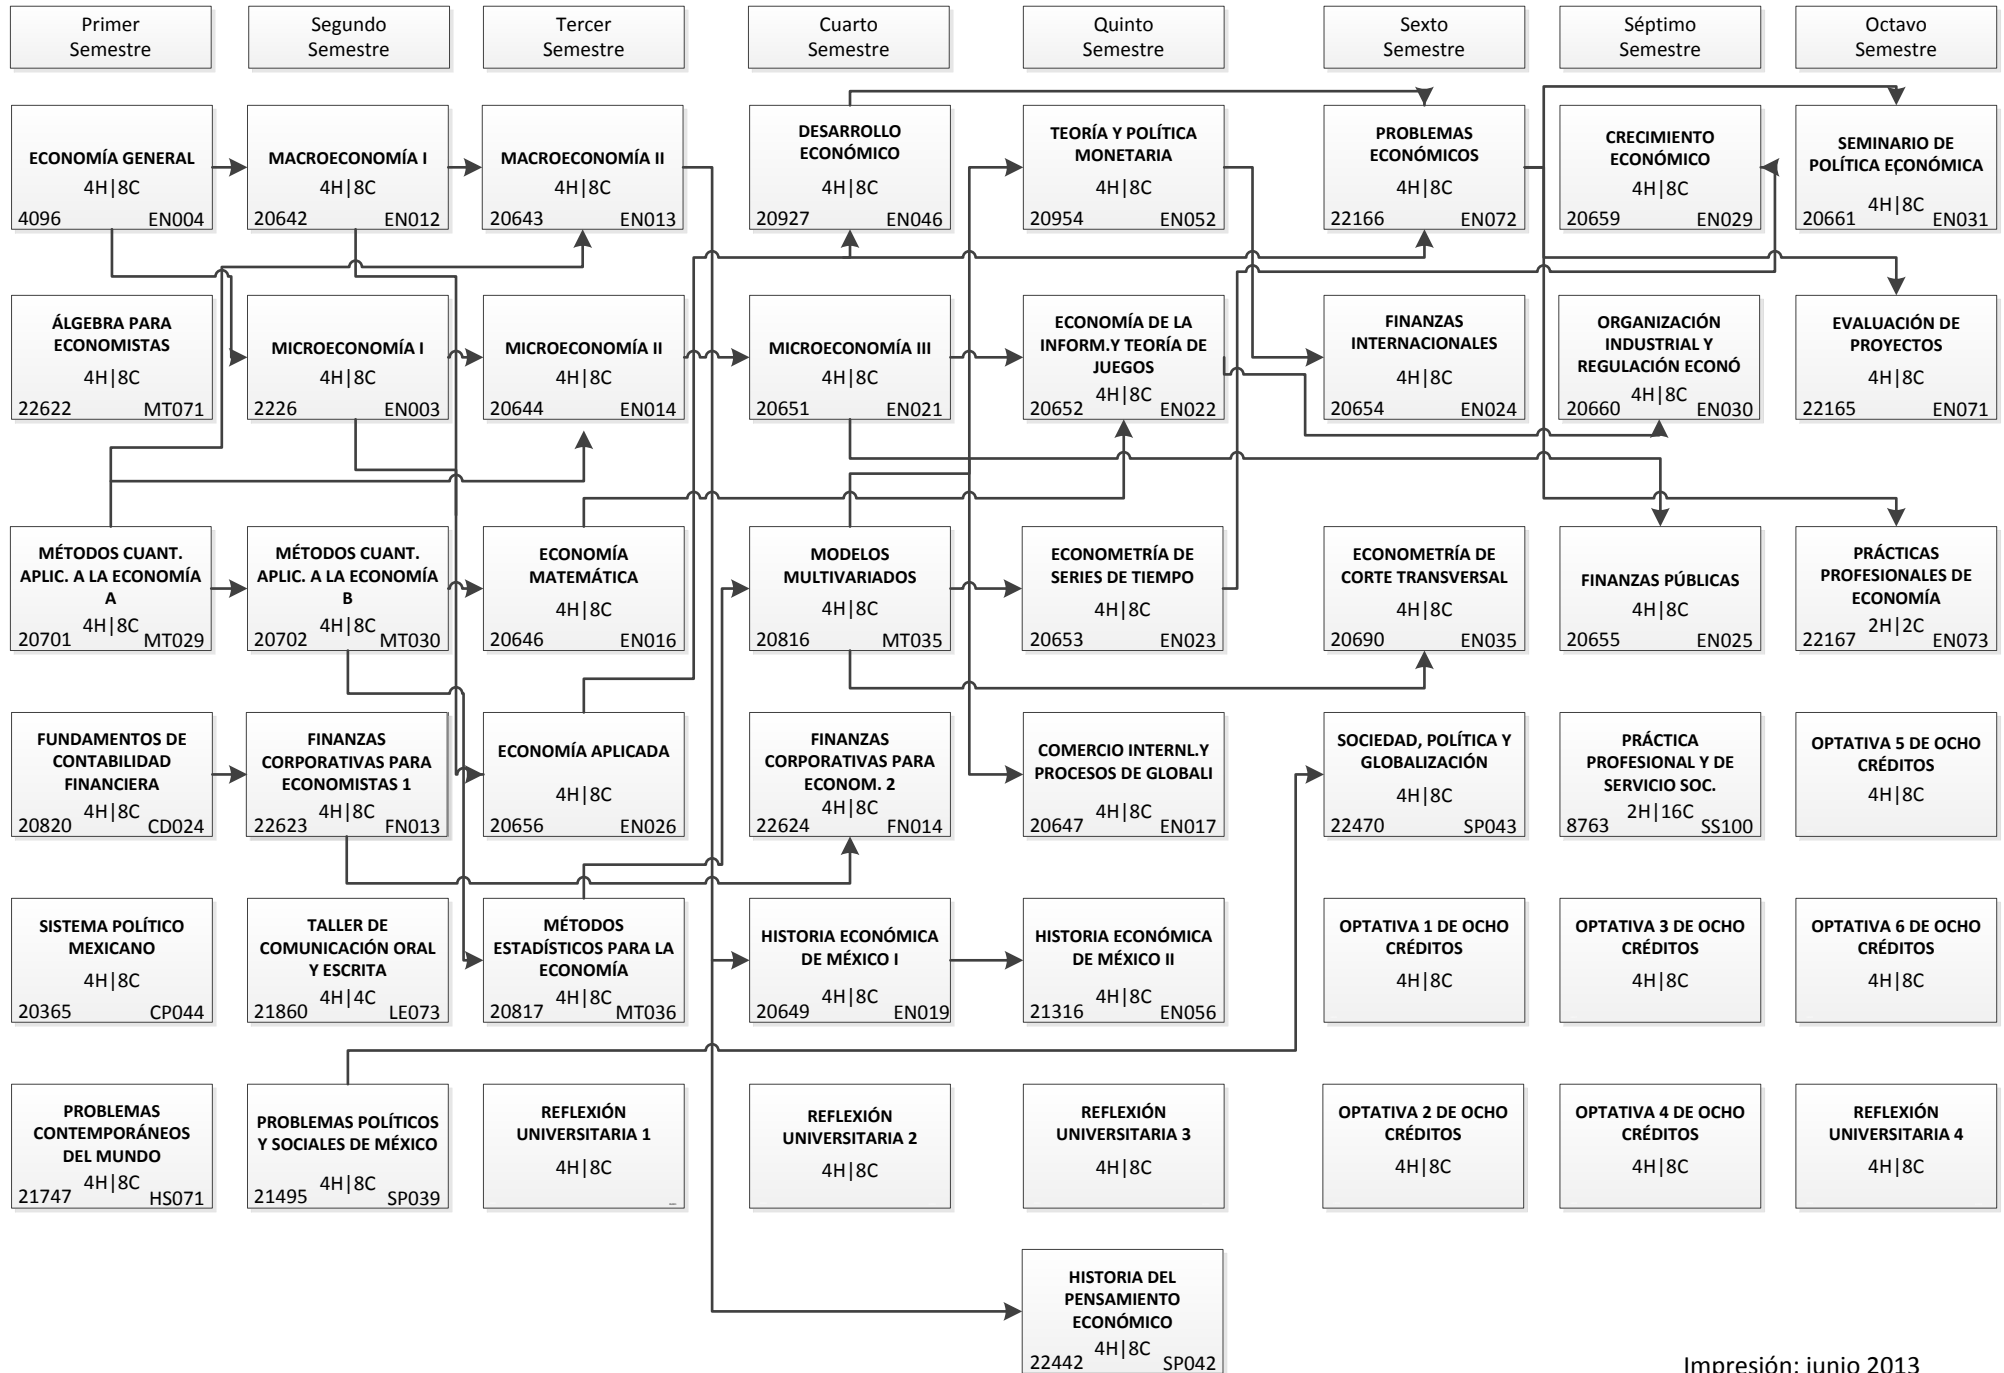 Primer
Semestre
Segundo
Semestre
Tercer
Semestre
Cuarto
Semestre
Quinto
Semestre
Sexto
Semestre
Séptimo
Semestre
Octavo
Semestre
ECONOMÍA GENERAL
4H|8C
4096 EN004
MACROECONOMÍA I
4H|8C
20642 EN012
MACROECONOMÍA II
4H|8C
20643 EN013
DESARROLLO
ECONÓMICO
4H|8C
20927 EN046
TEORÍA Y POLÍTICA
MONETARIA
4H|8C
20954 EN052
PROBLEMAS
ECONÓMICOS
4H|8C
22166 EN072
CRECIMIENTO
ECONÓMICO
4H|8C
20659 EN029
SEMINARIO DE
POLÍTICA ECONÓMICA
4H|8C
20661 EN031
ÁLGEBRA PARA
ECONOMISTAS
4H|8C
22622 MT071
MICROECONOMÍA I
4H|8C
2226 EN003
MICROECONOMÍA II
4H|8C
20644 EN014
MICROECONOMÍA III
4H|8C
20651 EN021
ECONOMÍA DE LA
INFORM.Y TEORÍA DE
JUEGOS
4H|8C
20652 EN022
FINANZAS
INTERNACIONALES
4H|8C
20654 EN024
ORGANIZACIÓN
INDUSTRIAL Y
REGULACIÓN ECONÓ
4H|8C
20660 EN030
EVALUACIÓN DE
PROYECTOS
4H|8C
22165 EN071
MÉTODOS CUANT.
APLIC. A LA ECONOMÍA
A
4H|8C
20701 MT029
MÉTODOS CUANT.
APLIC. A LA ECONOMÍA
B
4H|8C
20702 MT030
ECONOMÍA
MATEMÁTICA
4H|8C
20646 EN016
MODELOS
MULTIVARIADOS
4H|8C
20816 MT035
ECONOMETRÍA DE
SERIES DE TIEMPO
4H|8C
20653 EN023
ECONOMETRÍA DE
CORTE TRANSVERSAL
4H|8C
20690 EN035
FINANZAS PÚBLICAS
4H|8C
20655 EN025
PRÁCTICAS
PROFESIONALES DE
ECONOMÍA
2H|2C
22167 EN073
FUNDAMENTOS DE
CONTABILIDAD
FINANCIERA
4H|8C
20820 CD024
FINANZAS
CORPORATIVAS PARA
ECONOMISTAS 1
4H|8C
22623 FN013
ECONOMÍA APLICADA
4H|8C
20656 EN026
FINANZAS
CORPORATIVAS PARA
ECONOM. 2
4H|8C
22624 FN014
COMERCIO INTERNL.Y
PROCESOS DE GLOBALI
4H|8C
20647 EN017
SOCIEDAD, POLÍTICA Y
GLOBALIZACIÓN
4H|8C
22470 SP043
PRÁCTICA
PROFESIONAL Y DE
SERVICIO SOC.
2H|16C
8763 SS100
OPTATIVA 5 DE OCHO
CRÉDITOS
4H|8C
SISTEMA POLÍTICO
MEXICANO
4H|8C
20365 CP044
TALLER DE
COMUNICACIÓN ORAL
Y ESCRITA
4H|4C
21860 LE073
MÉTODOS
ESTADÍSTICOS PARA LA
ECONOMÍA
4H|8C
20817 MT036
HISTORIA ECONÓMICA
DE MÉXICO I
4H|8C
20649 EN019
HISTORIA ECONÓMICA
DE MÉXICO II
4H|8C
21316 EN056
OPTATIVA 1 DE OCHO
CRÉDITOS
4H|8C
OPTATIVA 3 DE OCHO
CRÉDITOS
4H|8C
OPTATIVA 6 DE OCHO
CRÉDITOS
4H|8C
PROBLEMAS
CONTEMPORÁNEOS
DEL MUNDO
4H|8C
21747 HS071
PROBLEMAS POLÍTICOS
Y SOCIALES DE MÉXICO
4H|8C
21495 SP039
REFLEXIÓN
UNIVERSITARIA 1
4H|8C
REFLEXIÓN
UNIVERSITARIA 2
4H|8C
REFLEXIÓN
UNIVERSITARIA 3
4H|8C
OPTATIVA 2 DE OCHO
CRÉDITOS
4H|8C
OPTATIVA 4 DE OCHO
CRÉDITOS
4H|8C
REFLEXIÓN
UNIVERSITARIA 4
4H|8C
HISTORIA DEL
PENSAMIENTO
ECONÓMICO
4H|8C
22442 SP042
Impresión: junio 2013